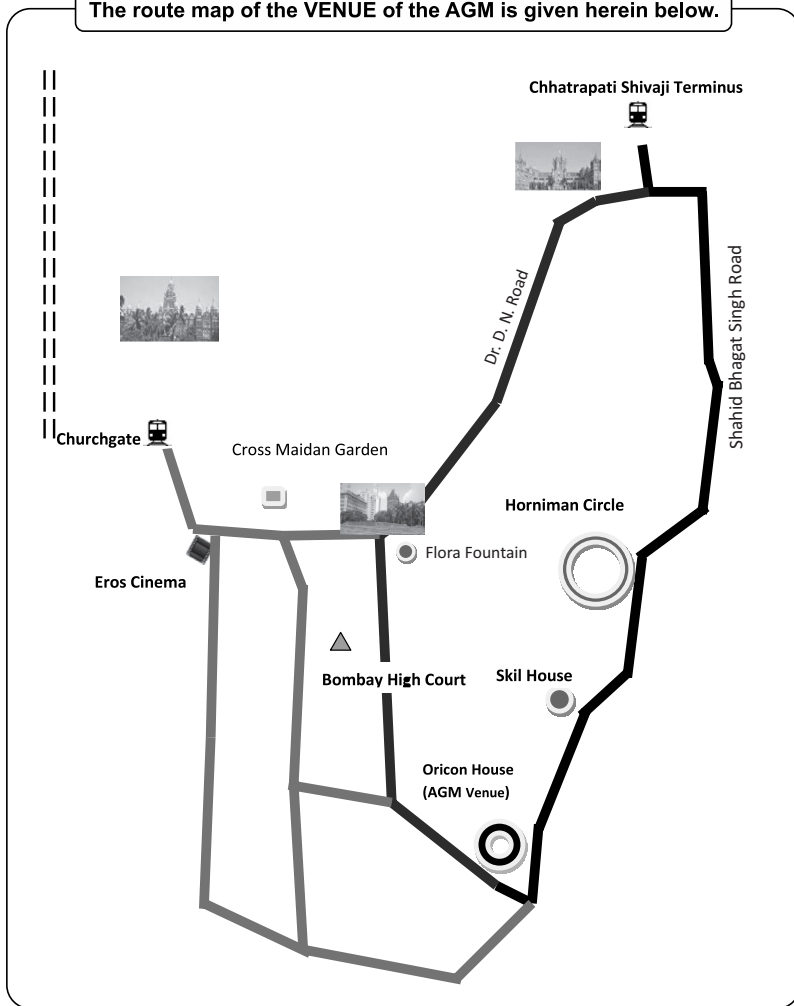 The route map of the VENUE of the AGM is given herein below.
Chhatrapati Shivaji Terminus
Dr. D. N. Road
Shahid Bhagat Singh Road
Churchgate
Cross Maidan Garden
Horniman Circle
Flora Fountain
Eros Cinema
Bombay High Court
Skil House
Oricon House
(AGM Venue)